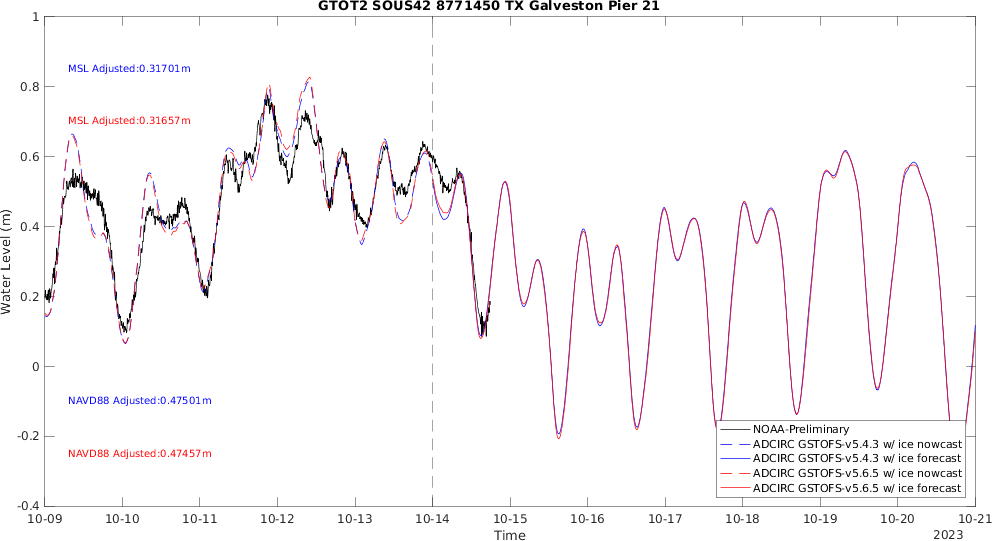 GTOT2 SOUS42 8771450 TX Galveston Pier 21
Water Level (m)
1
0.8
0.6
0.4
0.2
0
-0.2
-0.4
MSL Adjusted:0.31701m
MSL Adjusted:0.31657m
NAVD88 Adjusted:0.47501m
NAVD88 Adjusted:0.47457m
NOAA-Preliminary
ADCIRC GSTOFS-v5.4.3 w/ ice nowcast
ADCIRC GSTOFS-v5.4.3 w/ ice forecast
ADCIRC GSTOFS-v5.6.5 w/ ice nowcast
ADCIRC GSTOFS-v5.6.5 w/ ice forecast
10-09 10-10 10-11 10-12 10-13 10-14 10-15 10-16 10-17 10-18 10-19 10-20 10-21
Time
2023